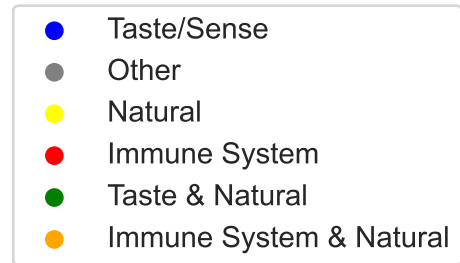 Taste/Sense
Other
Natural
Immune System
Taste & Natural
Immune System & Natural